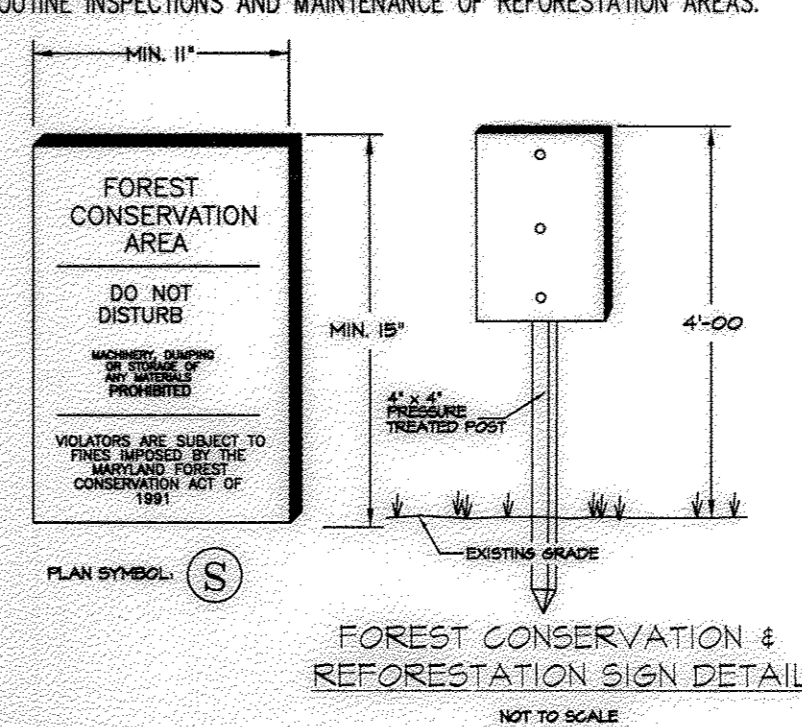 OUTINE INSPECTIONS AND MAINTENANCE OF REFORESTATION AREAS.
MIN. 11"
FOREST
CONSERVATION
AREA
DO NOT
DISTURB
MACHINERY, DUMPING
OR STORAGE OF
ANY MATERIALS
PROHIBITED
VIOLATORS ARE SUBJECT TO
FINES IMPOSED BY THE
MARYLAND FOREST
CONSERVATION ACT OF
1991
MIN. 15"
4'-00
4" x 4"
PRESSURE
TREATED POST
EXISTING GRADE
PLAN SYMBOL: S
FOREST CONSERVATION &
REFORESTATION SIGN DETAIL
NOT TO SCALE